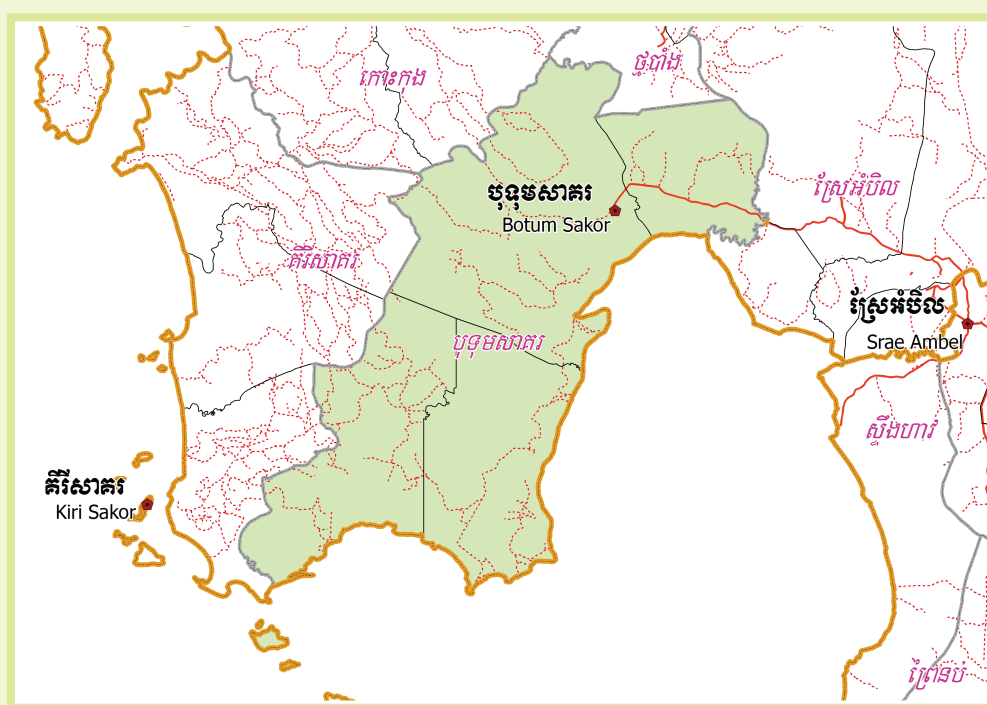 ថ្មបាំង
កោះកុង
ស្រែអំបិល
បុទុមសាគរ
Botum Sakor
គិរីសាគរ
ស្រែអំបិល
Srae Ambel
បុទុមសាគរ
ស្ទឹងហាវ
គិរីសាគរ
Kiri Sakor
ព្រៃនប់